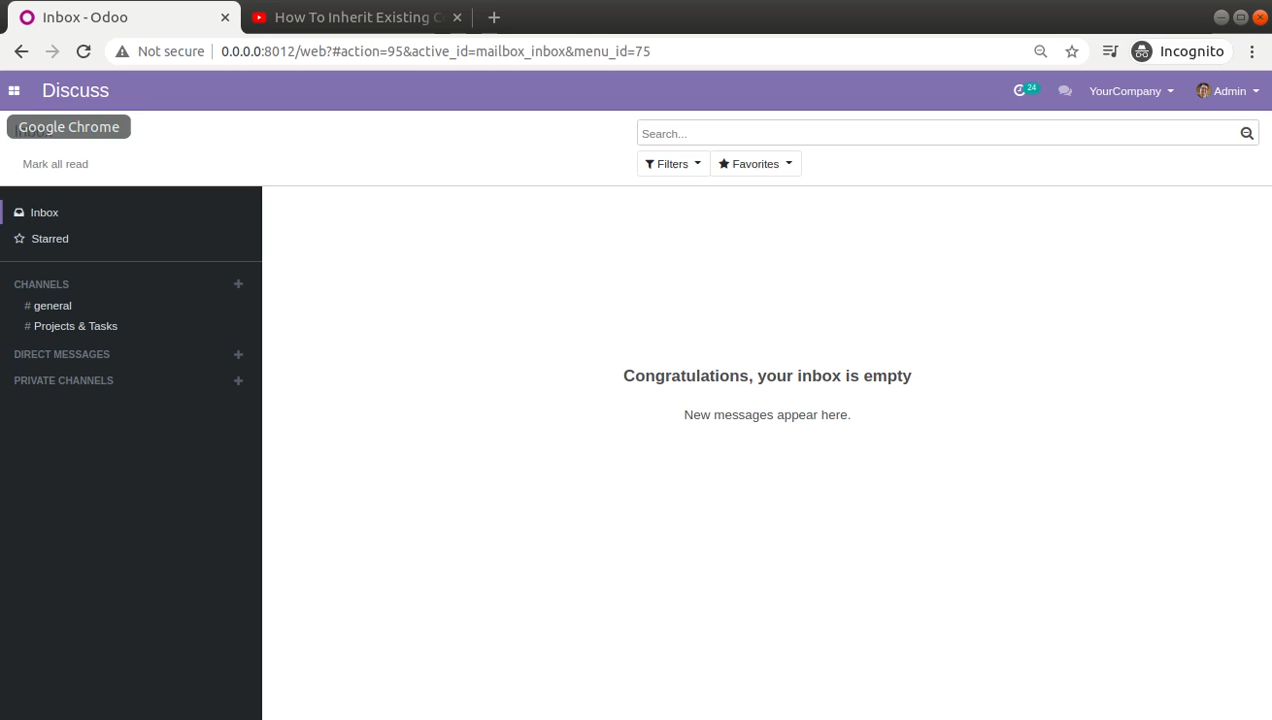 Inbox - Odoo
How To Inherit Existing C
Not secure
0.0.0.0:8012/web?#action=95&active_id=mailbox_inbox&menu_id=75
Incognito
Discuss
24
YourCompany
Admin
Google Chrome
Search...
Mark all read
Filters
Favorites
Inbox
Starred
CHANNELS
# general
# Projects & Tasks
DIRECT MESSAGES
PRIVATE CHANNELS
Congratulations, your inbox is empty
New messages appear here.